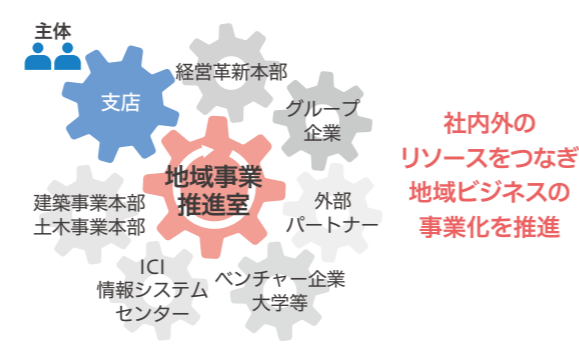 主体
支店
経営革新本部
グループ
企業
地域事業
推進室
建築事業本部
土木事業本部
外部
パートナー
ICI
情報システム
センター
ベンチャー企業
大学等
社内外の
リソースをつなぎ
地域ビジネスの
事業化を推進